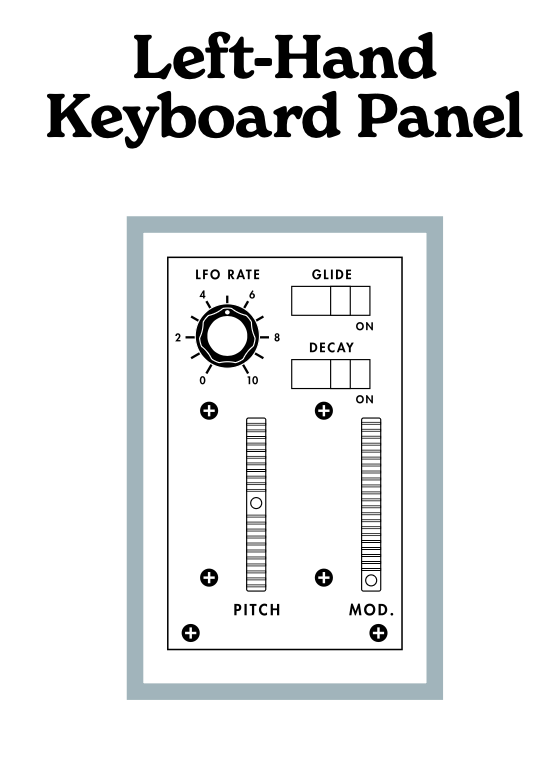 Left-Hand
Keyboard Panel
LFO RATE
GLIDE
4
6
2
8
0
10
ON
DECAY
ON
PITCH
MOD.